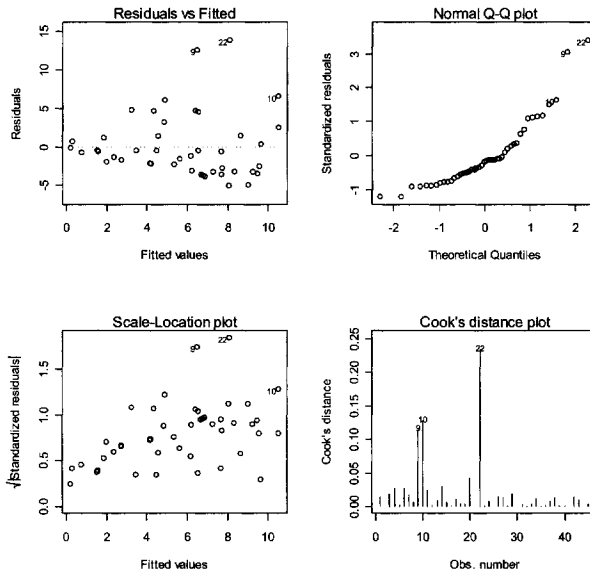 Residuals vs Fitted
Residuals
15
10
5
0
-5
9
22
10
0 2 4 6 8 10
Fitted values
Normal Q-Q plot
Standardized residuals
3
2
1
0
-1
22
9
-2 -1 0 1 2
Theoretical Quantiles
Scale-Location plot
√|Standardized residuals|
1.5
1.0
0.5
0.0
9
22
10
0 2 4 6 8 10
Fitted values
Cook's distance plot
Cook's distance
0.25
0.20
0.15
0.10
0.05
0.00
9
10
22
0 10 20 30 40
Obs. number